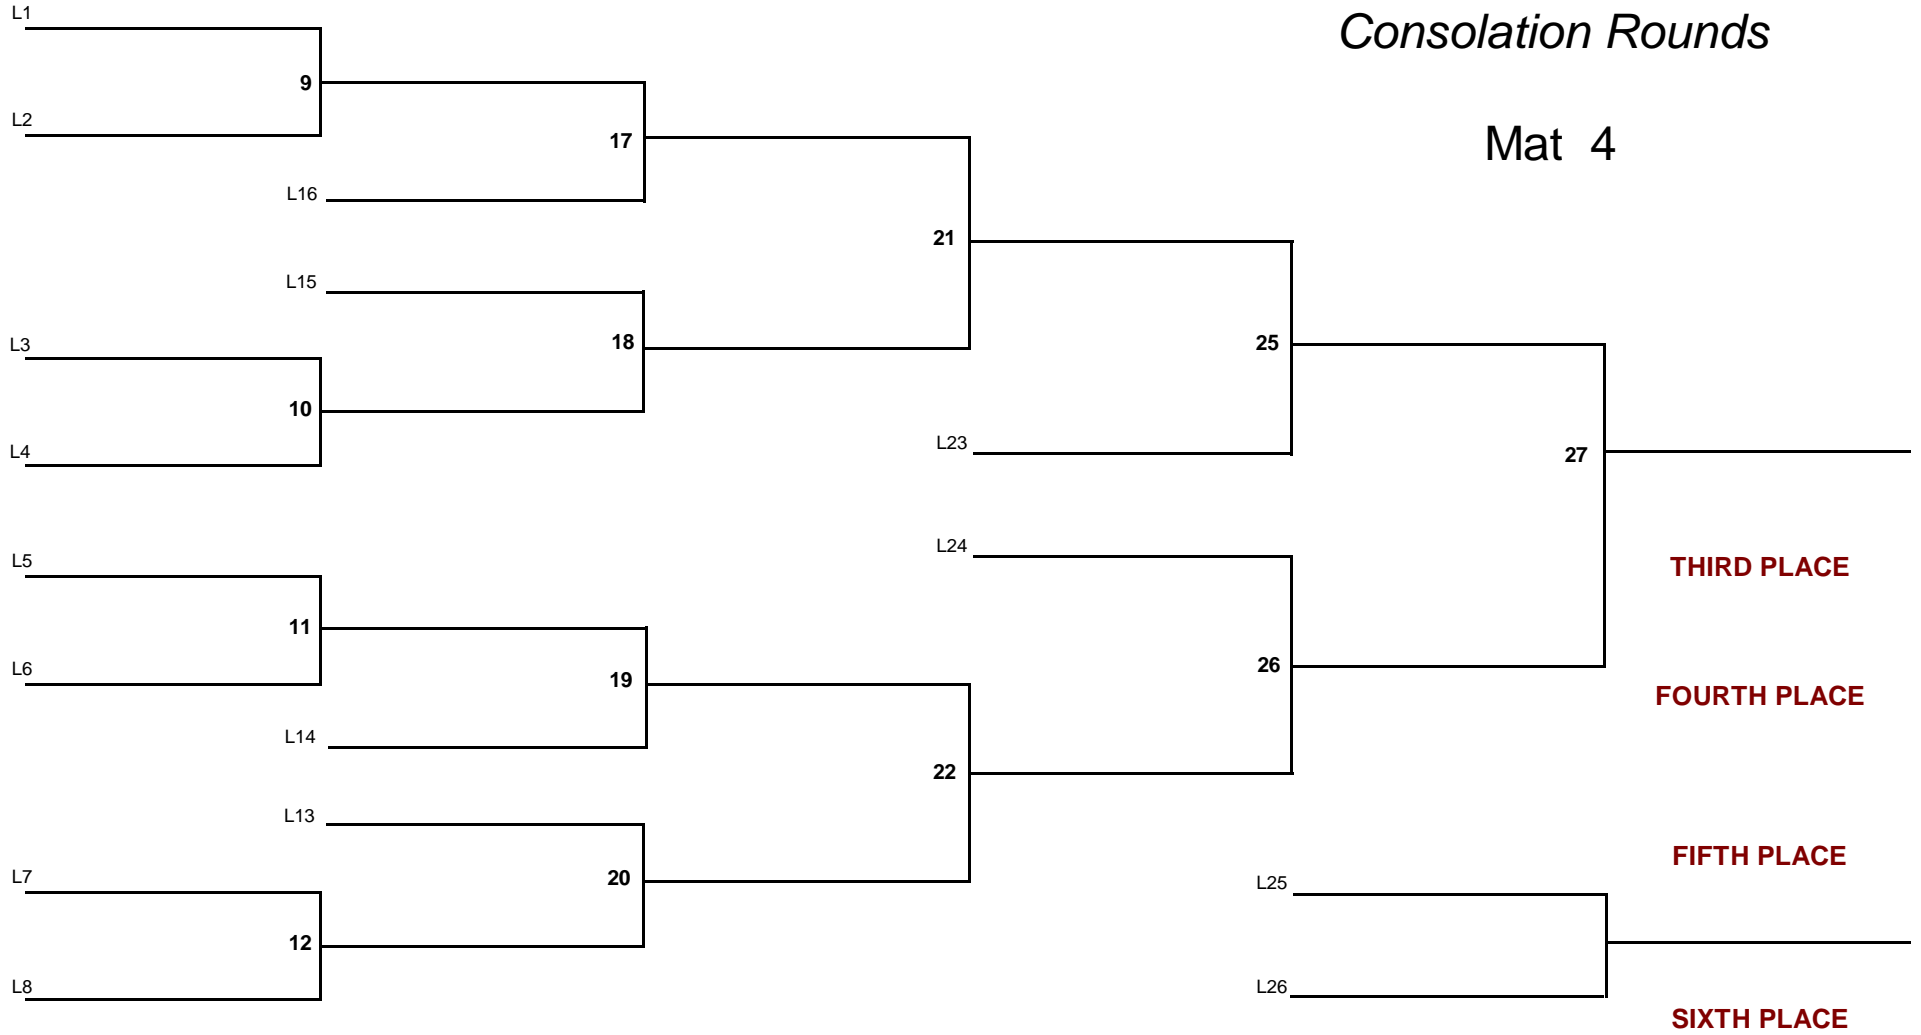 L1
Consolation Rounds
9
L2
17
Mat 4
L16
21
L15
L3
18
25
10
L23
L4
27
L24
L5
THIRD PLACE
11
L6
26
19
FOURTH PLACE
L14
22
L13
FIFTH PLACE
L7
20
L25
12
L8
L26
SIXTH PLACE